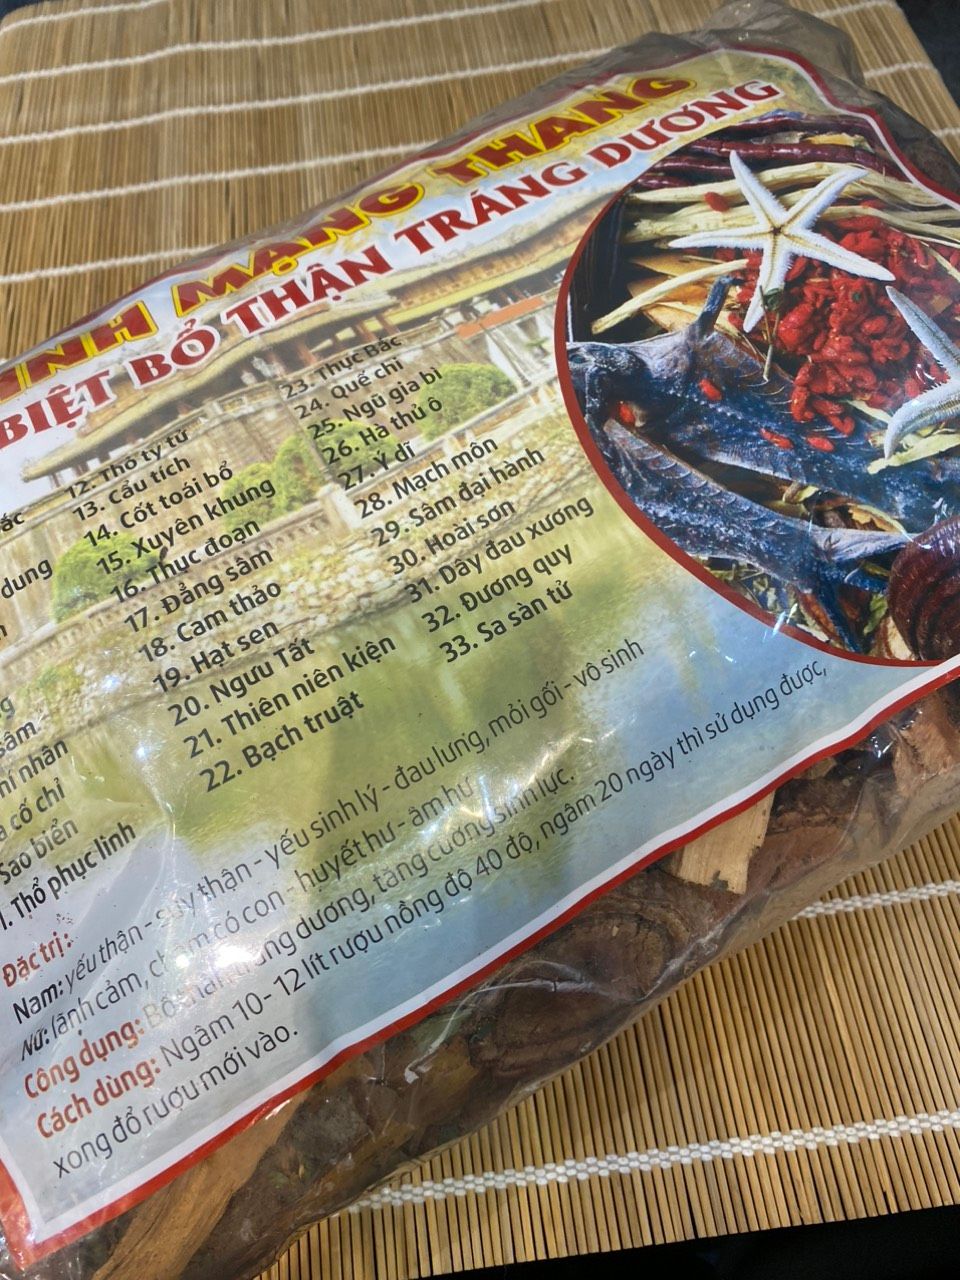 MẠNG THANG
BIỆT BỔ THẬN TRÁNG DƯƠNG
dung
sâm
nhân
cổ chỉ
Sao biển
Thổ phục linh
12. Thỏ ty tử
13. Cẩu tích
14. Cốt toái bổ
15. Xuyên khung
16. Thục đoạn
17. Đẳng sâm
18. Cam thảo
19. Hạt sen
20. Ngưu Tất
21. Thiên niên kiện
22. Bạch truật
23. Thực Bắc
24. Quế chi
25. Ngũ gia bì
26. Hà thủ ô
27. Ý dĩ
28. Mạch môn
29. Sâm đại hành
30. Hoài sơn
31. Dây đau xương
32. Đương quy
33. Sa sàn tử
Đặc trị:
Nam: yếu thận - suy thận - yếu sinh lý - đau lưng, mỏi gối - vô sinh
Nữ: lãnh cảm, chậm có con - huyết hư - âm hư
Công dụng: Bổ thận tráng dương, tăng cường sinh lực.
Cách dùng: Ngâm 10- 12 lít rượu nồng độ 40 độ, ngâm 20 ngày thì sử dụng được,
xong đổ rượu mới vào.